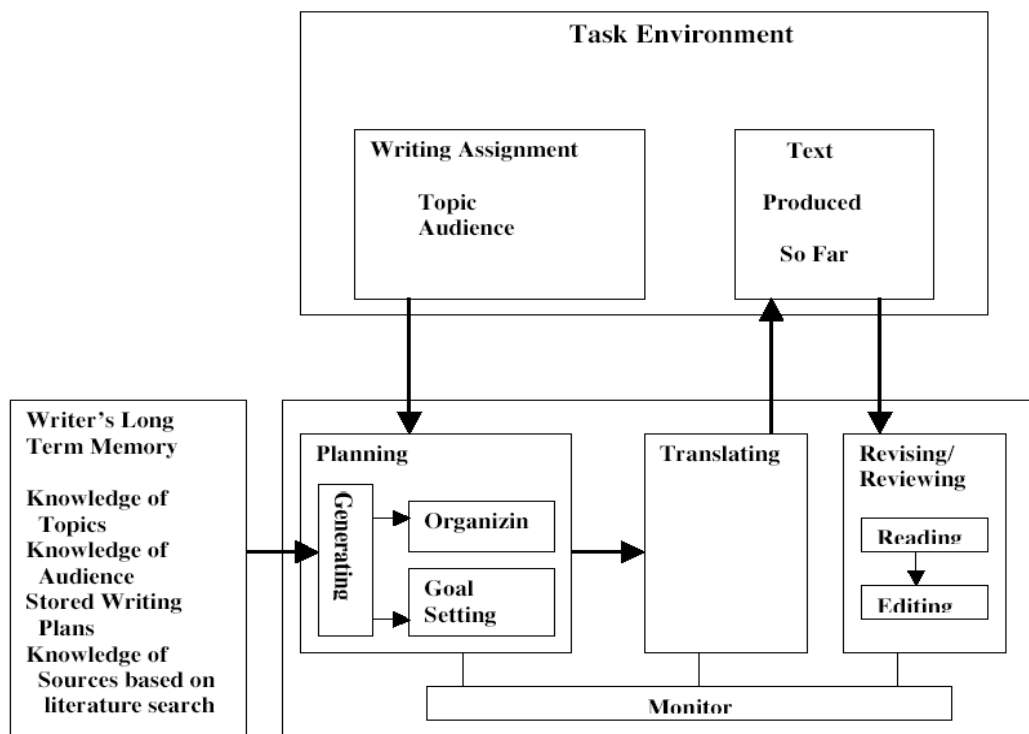 Task Environment
Writing Assignment
Topic
Audience
Text
Produced
So Far
Writer's Long
Term Memory
Knowledge of
Topics
Knowledge of
Audience
Stored Writing
Plans
Knowledge of
Sources based on
literature search
Planning
Generating
Organizin
Goal
Setting
Translating
Revising/
Reviewing
Reading
Editing
Monitor